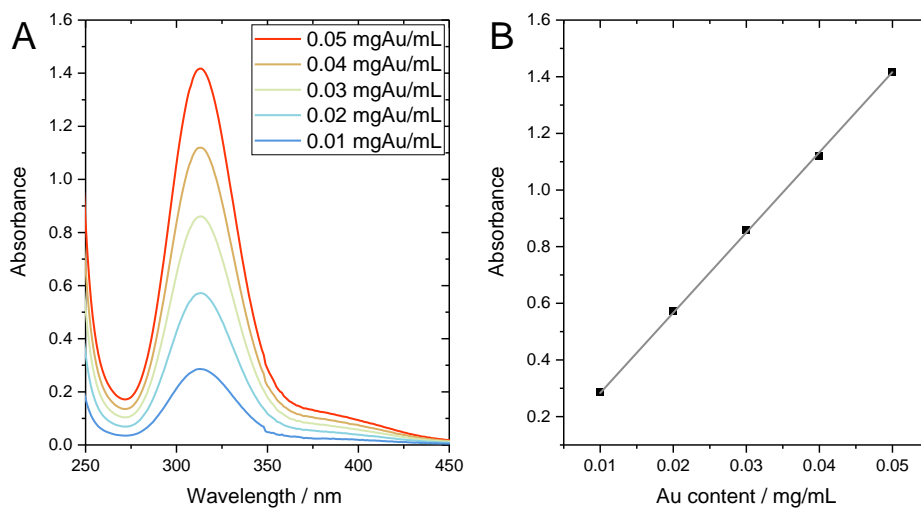 A
0.05 mgAu/mL
0.04 mgAu/mL
0.03 mgAu/mL
0.02 mgAu/mL
0.01 mgAu/mL
1.6
1.4
1.2
1.0
0.8
0.6
0.4
0.2
0.0
Absorbance
250
300
350
400
450
Wavelength / nm
B
1.6
1.4
1.2
1.0
0.8
0.6
0.4
0.2
Absorbance
0.01
0.02
0.03
0.04
0.05
Au content / mg/mL